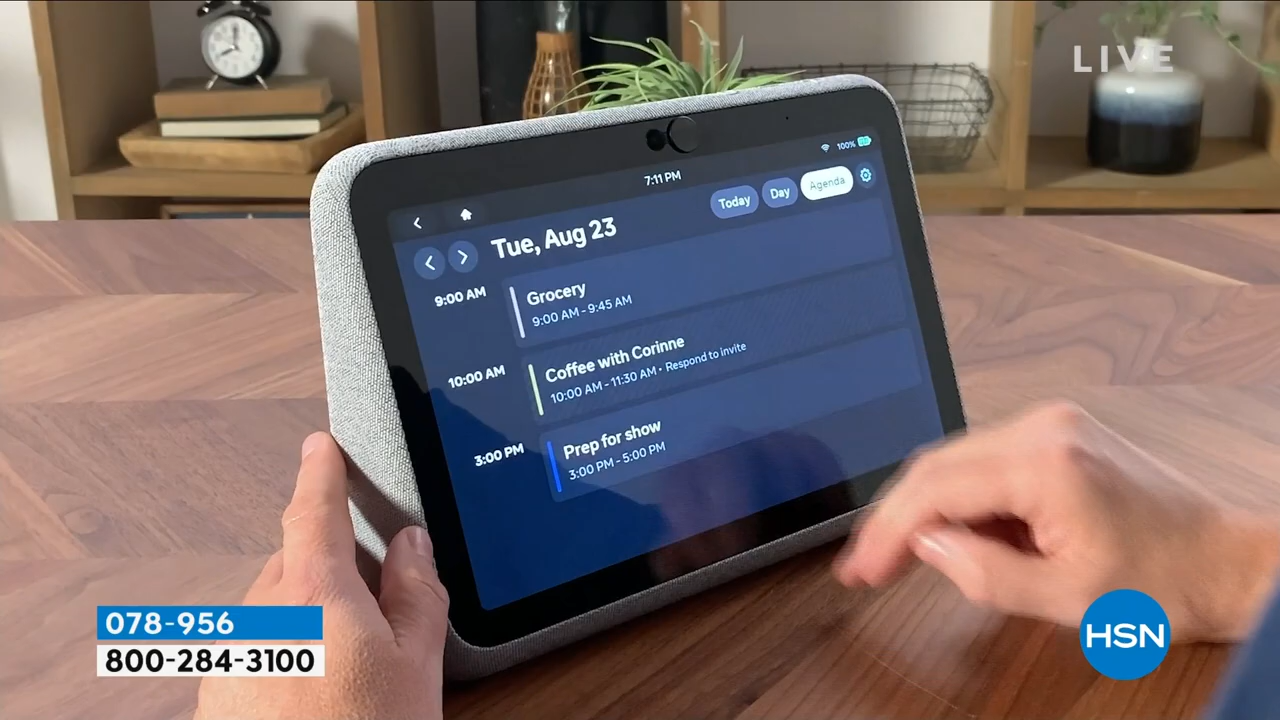 LIVE
7:11 PM
100%
Today
Day
Agenda
Tue, Aug 23
9:00 AM
Grocery
9:00 AM - 9:45 AM
10:00 AM
Coffee with Corinne
10:00 AM - 11:30 AM • Respond to invite
3:00 PM
Prep for show
3:00 PM - 5:00 PM
078-956
800-284-3100
HSN